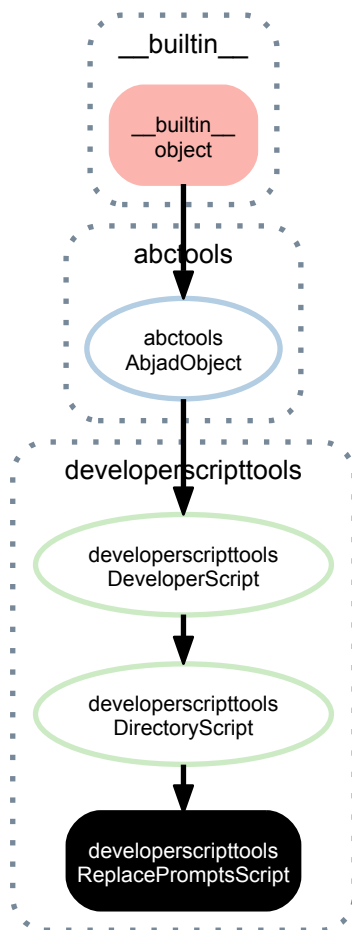 __builtin__
__builtin__
object
abctools
abctools
AbjadObject
developerscripttools
developerscripttools
DeveloperScript
developerscripttools
DirectoryScript
developerscripttools
ReplacePromptsScript